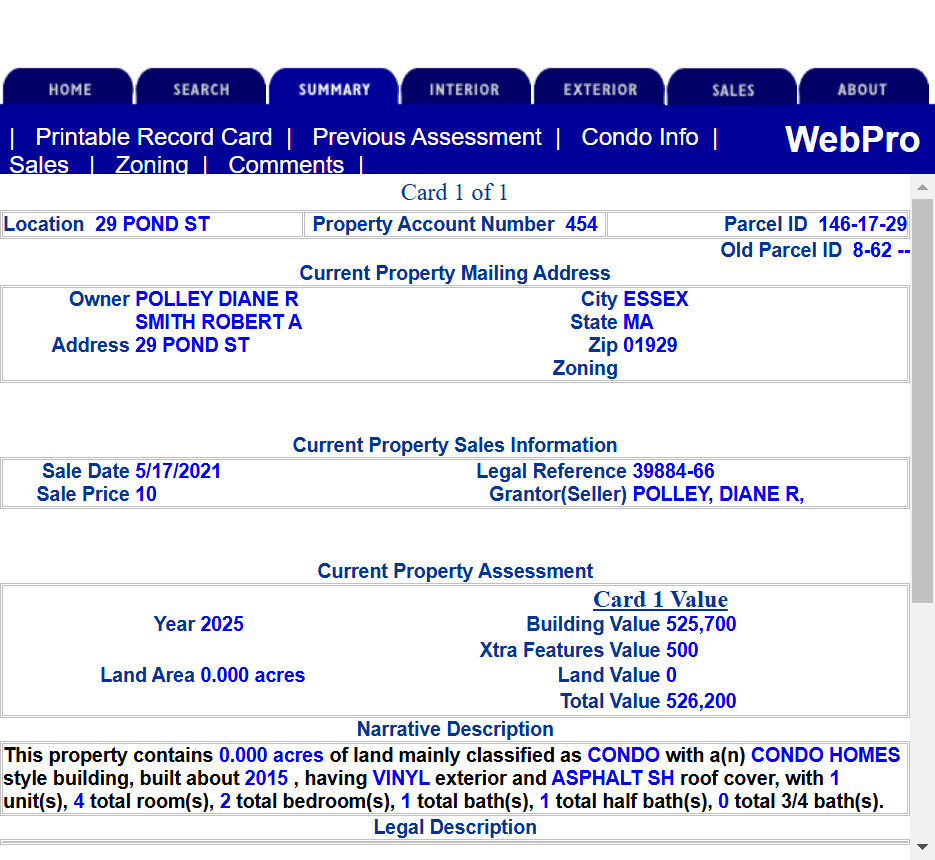 HOME SEARCH SUMMARY INTERIOR EXTERIOR SALES ABOUT
| Printable Record Card | Previous Assessment | Condo Info | WebPro
Sales | Zoning | Comments |
Card 1 of 1
Location 29 POND ST Property Account Number 454 Parcel ID 146-17-29
Old Parcel ID 8-62 --
Current Property Mailing Address
Owner POLLEY DIANE R City ESSEX
SMITH ROBERT A State MA
Address 29 POND ST Zip 01929
Zoning
Current Property Sales Information
Sale Date 5/17/2021 Legal Reference 39884-66
Sale Price 10 Grantor(Seller) POLLEY, DIANE R,
Current Property Assessment
Card 1 Value
Year 2025 Building Value 525,700
Xtra Features Value 500
Land Area 0.000 acres Land Value 0
Total Value 526,200
Narrative Description
This property contains 0.000 acres of land mainly classified as CONDO with a(n) CONDO HOMES
style building, built about 2015 , having VINYL exterior and ASPHALT SH roof cover, with 1
unit(s), 4 total room(s), 2 total bedroom(s), 1 total bath(s), 1 total half bath(s), 0 total 3/4 bath(s).
Legal Description